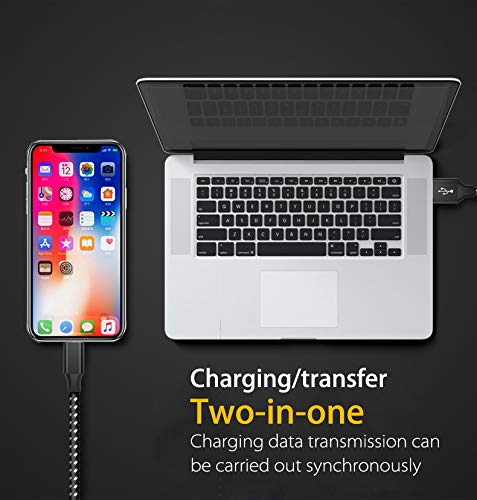 Charging/transfer
Two-in-one
Charging data transmission can
be carried out synchronously